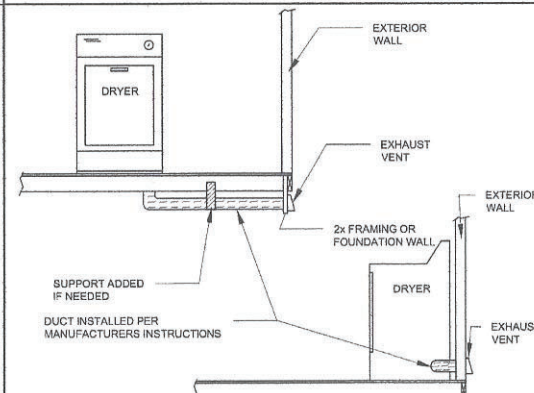 EXTERIOR
WALL
DRYER
EXHAUST
VENT
2x FRAMING OR
FOUNDATION WALL
SUPPORT ADDED
IF NEEDED
DUCT INSTALLED PER
MANUFACTURERS INSTRUCTIONS
EXTERIOR
WALL
DRYER
EXHAUS
VENT